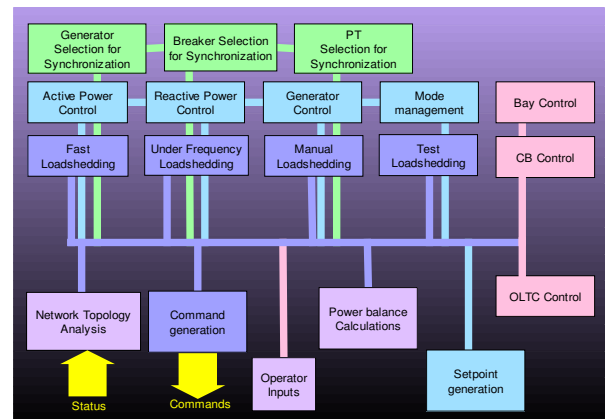 Generator
Selection for
Synchronization
Breaker Selection
for Synchronization
PT
Selection for
Synchronization
Active Power
Control
Reactive Power
Control
Generator
Control
Mode
management
Bay Control
Fast
Loadshedding
Under Frequency
Loadshedding
Manual
Loadshedding
Test
Loadshedding
CB Control
Network Topology
Analysis
Command
generation
Power balance
Calculations
OLTC Control
Operator
Inputs
Setpoint
generation
Status
Commands